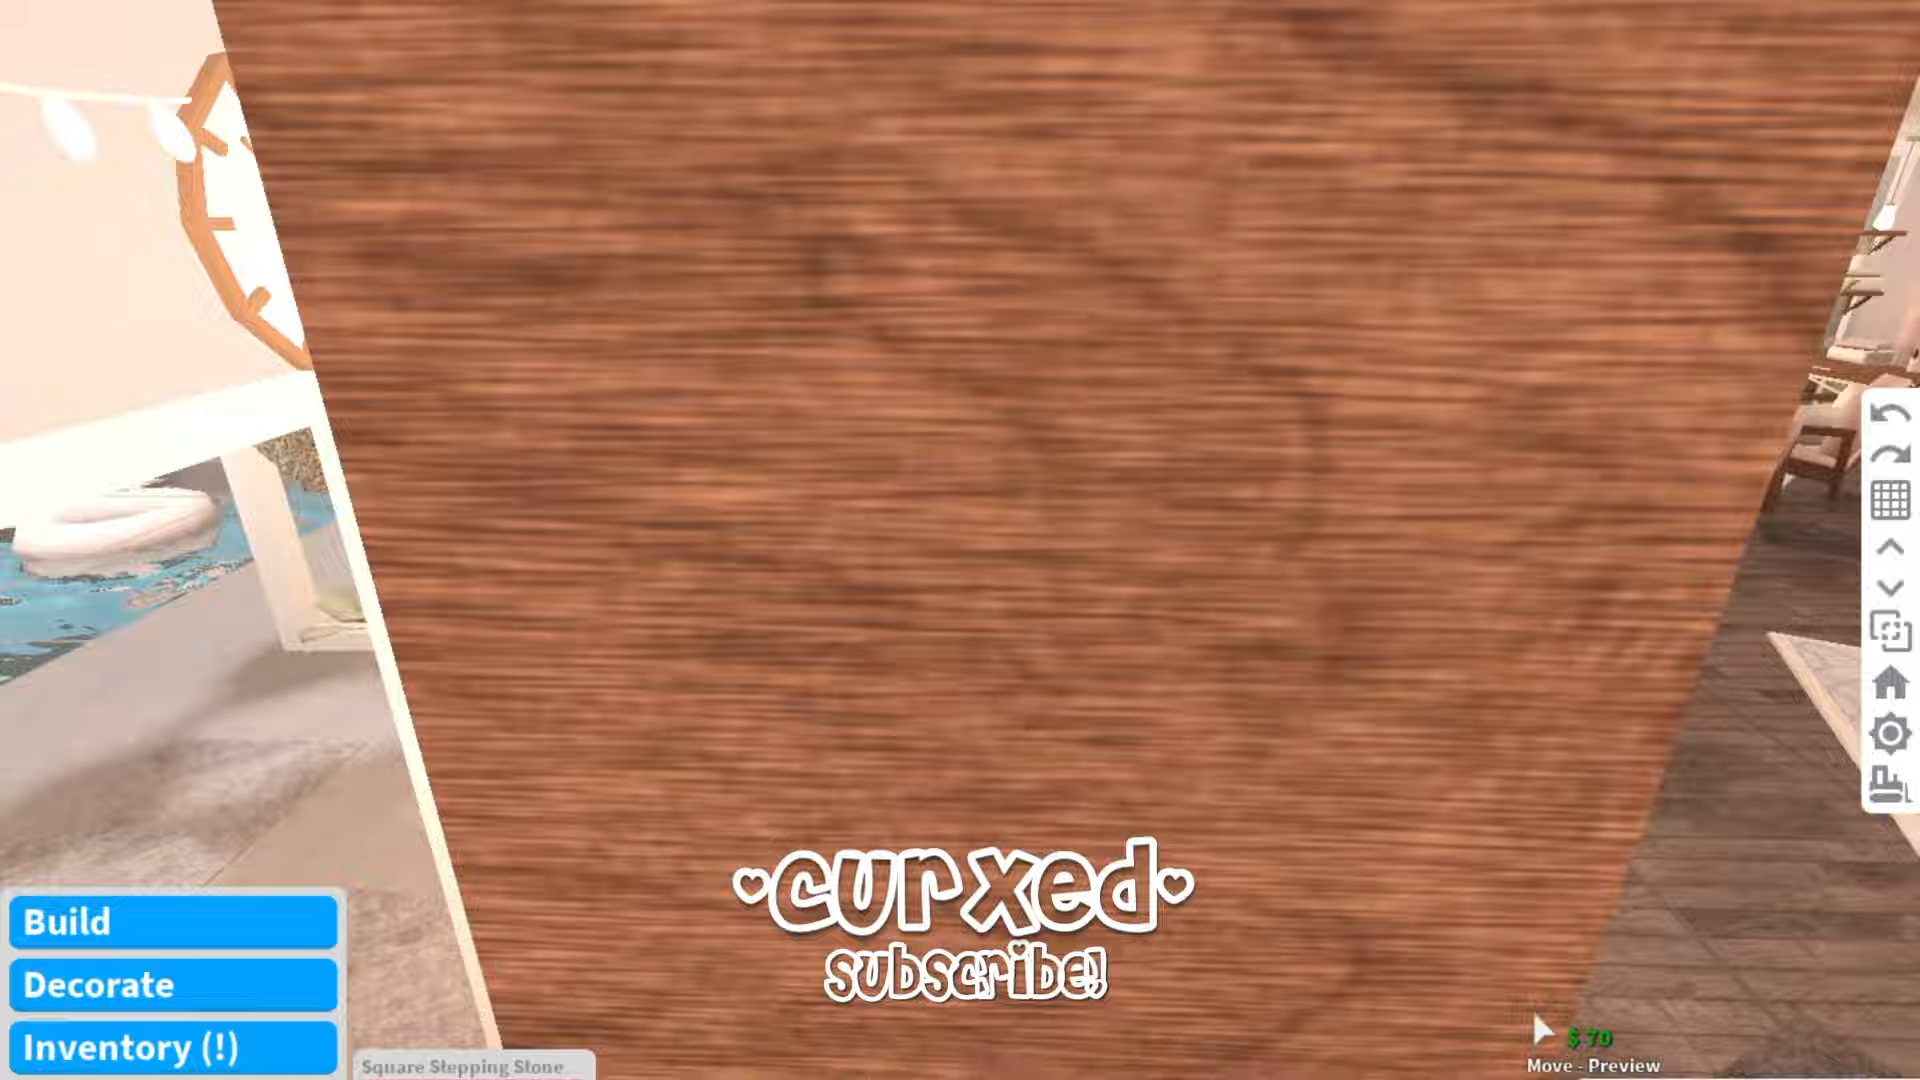 •curxed•
subscribe!
Build
Decorate
Inventory (!)
Square Stepping Stone
$ 70
Move - Preview